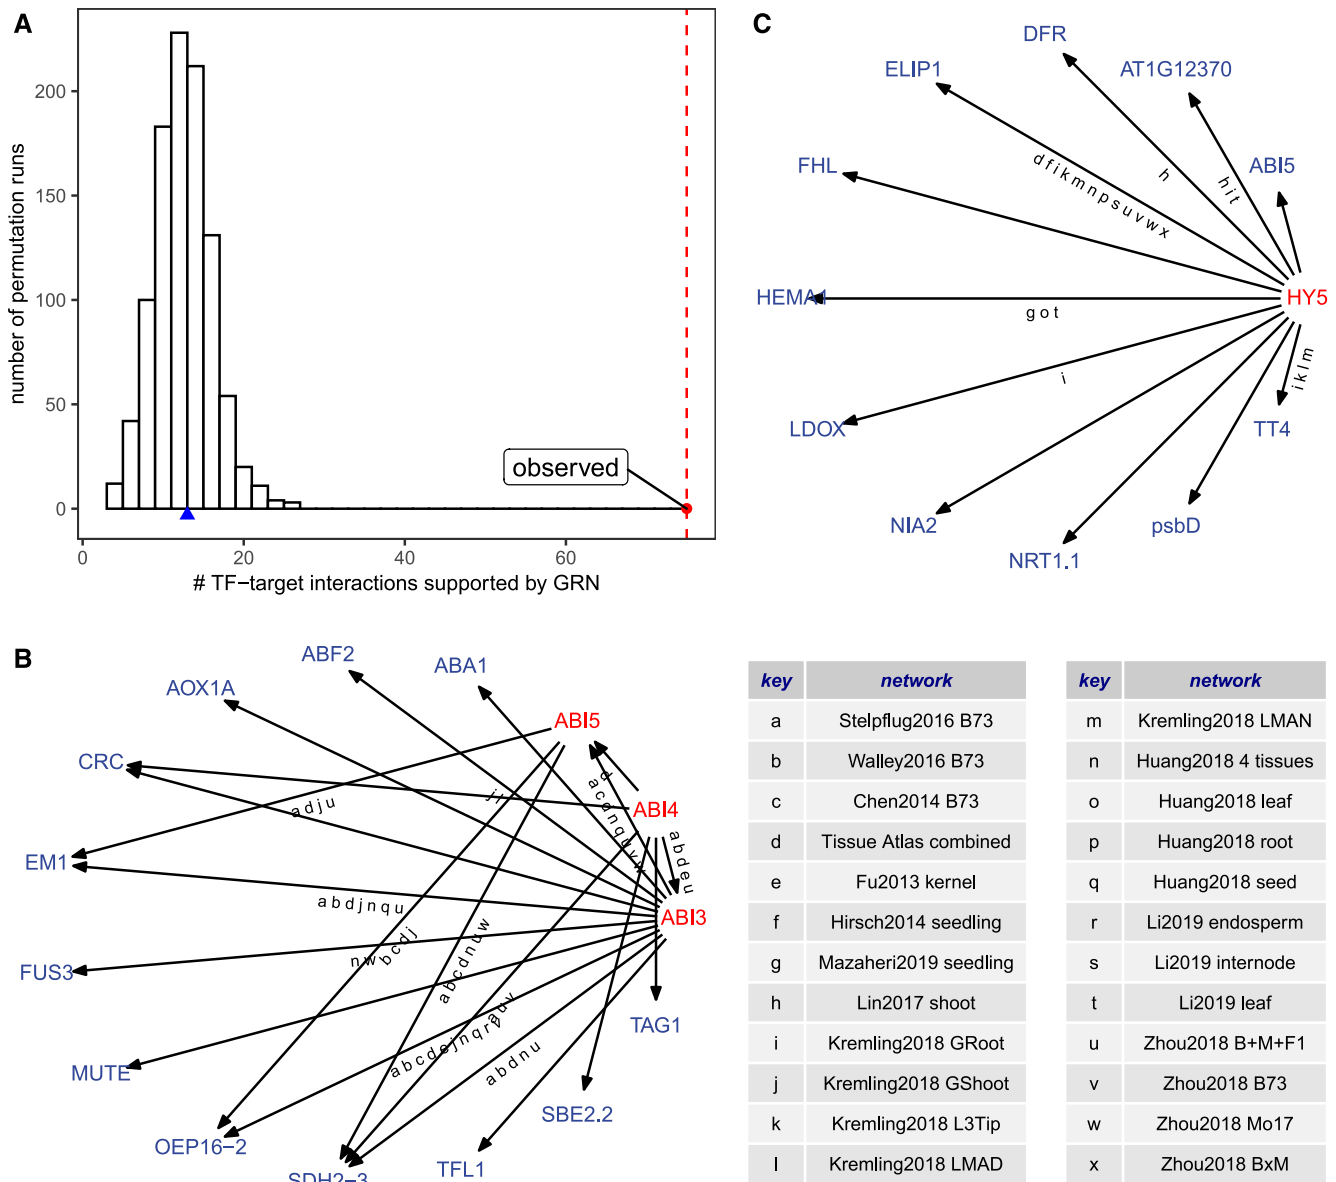 A
number of permutation runs
200
150
100
50
0
observed
0 20 40 60
# TF−target interactions supported by GRN
C
DFR
ELIP1
AT1G12370
FHL
ABI5
d f i k m n p s u v w x
h
h i t
HEMA1
HY5
g o t
i
i k l m
LDOX
TT4
NIA2
psbD
NRT1.1
B
ABF2
ABA1
AOX1A
ABI5
CRC
ABI4
a d j u
j l
d
a c d n q u v w
a b d e u
EM1
ABI3
a b d j n q u
FUS3
n w
b c d j
a b c d n u w
a u v
TAG1
a b d n u
MUTE
SBE2.2
OEP16−2
SDH2−3
TFL1
key network
a Stelpflug2016 B73
b Walley2016 B73
c Chen2014 B73
d Tissue Atlas combined
e Fu2013 kernel
f Hirsch2014 seedling
g Mazaheri2019 seedling
h Lin2017 shoot
i Kremling2018 GRoot
j Kremling2018 GShoot
k Kremling2018 L3Tip
l Kremling2018 LMAD
key network
m Kremling2018 LMAN
n Huang2018 4 tissues
o Huang2018 leaf
p Huang2018 root
q Huang2018 seed
r Li2019 endosperm
s Li2019 internode
t Li2019 leaf
u Zhou2018 B+M+F1
v Zhou2018 B73
w Zhou2018 Mo17
x Zhou2018 BxM